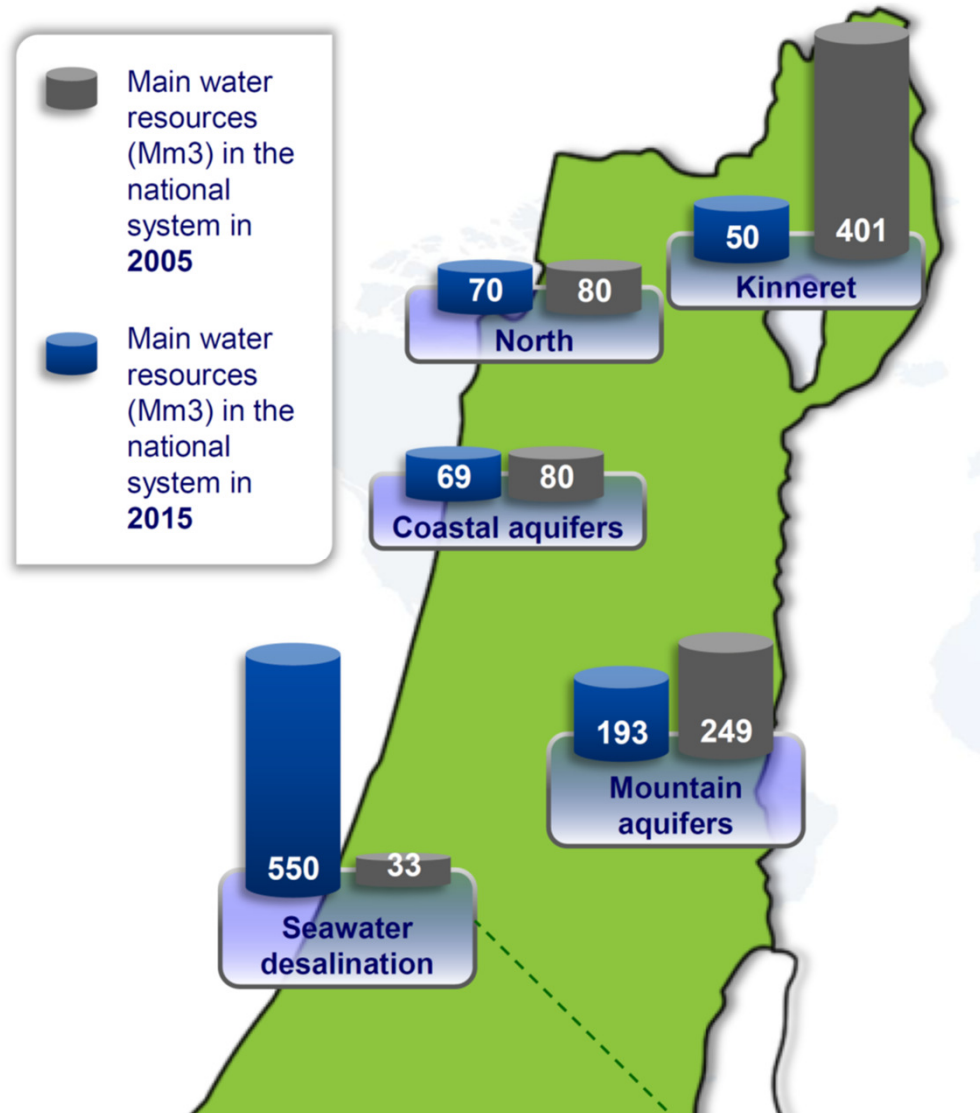 Main water
resources
(Mm3) in the
national
system in
2005
Main water
resources
(Mm3) in the
national
system in
2015
50 401
Kinneret
70 80
North
69 80
Coastal aquifers
193 249
Mountain
aquifers
550 33
Seawater
desalination